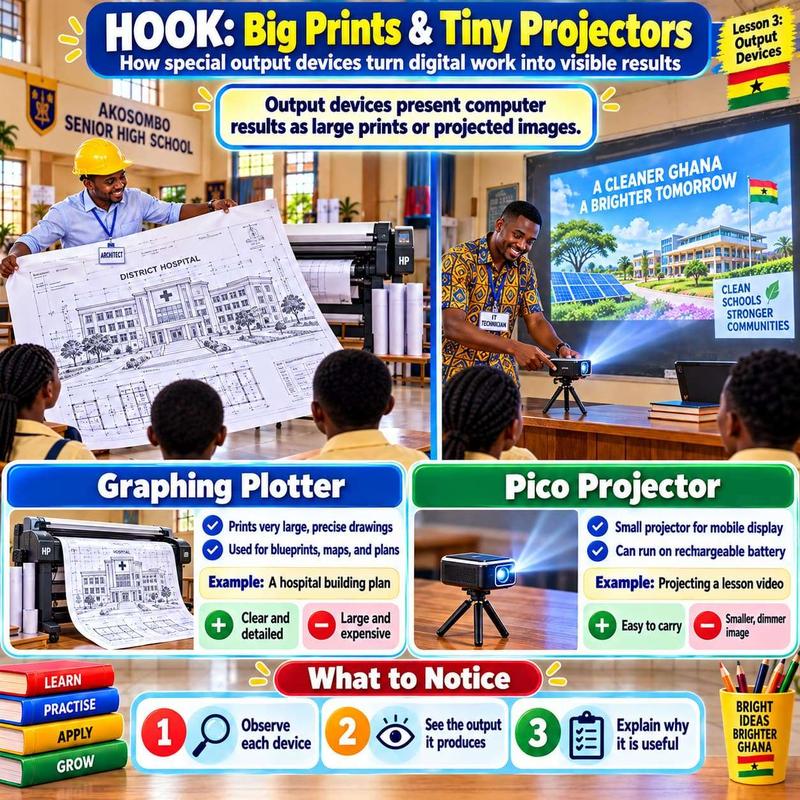 HOOK: Big Prints & Tiny Projectors
How special output devices turn digital work into visible results
Lesson 3:
Output
Devices
Output devices present computer
results as large prints or projected images.
AKOSOMBO
SENIOR HIGH SCHOOL
ARCHITECT
DISTRICT HOSPITAL
HP
A CLEANER GHANA
A BRIGHTER TOMORROW
CLEAN
SCHOOLS
STRONGER
COMMUNITIES
IT
TECHNICIAN
Graphing Plotter
HP
HOSPITAL
Prints very large, precise drawings
Used for blueprints, maps, and plans
Example: A hospital building plan
+ Clear and
detailed
− Large and
expensive
Pico Projector
Small projector for mobile display
Can run on rechargeable battery
Example: Projecting a lesson video
+ Easy to carry
− Smaller, dimmer
image
What to Notice
1 Observe
each device
2 See the output
it produces
3 Explain why
it is useful
LEARN
PRACTISE
APPLY
GROW
BRIGHT
IDEAS
BRIGHTER
GHANA